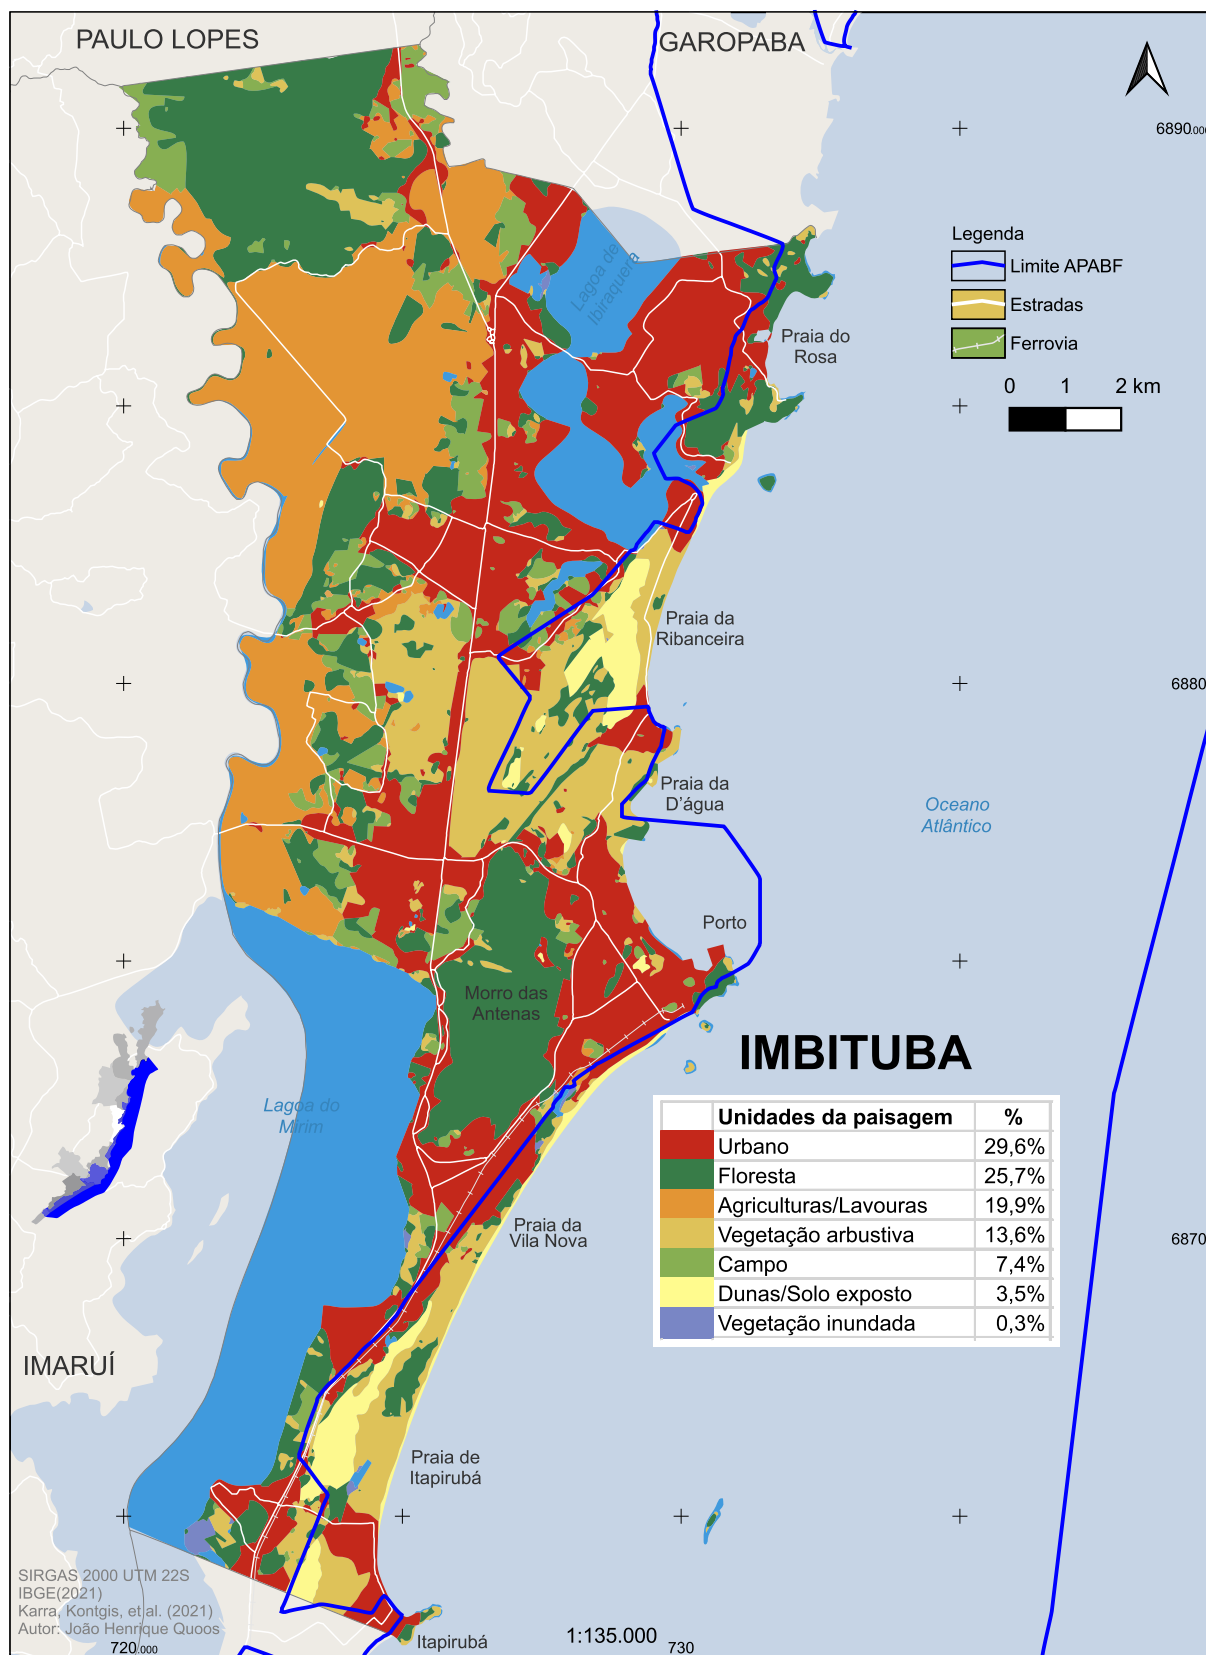 PAULO LOPES
GAROPABA
6890.000
Legenda
Limite APABF
Estradas
Ferrovia
0 1 2 km
Lagoa de
Ibiraquera
Praia do
Rosa
Praia da
Ribanceira
6880
Praia da
D'água
Oceano
Atlântico
Porto
Morro das
Antenas
IMBITUBA
Lagoa do
Mirim
Unidades da paisagem %
Urbano 29,6%
Floresta 25,7%
Agriculturas/Lavouras 19,9%
Vegetação arbustiva 13,6%
Campo 7,4%
Dunas/Solo exposto 3,5%
Vegetação inundada 0,3%
Praia da
Vila Nova
6870
IMARUÍ
Praia de
Itapirubá
SIRGAS 2000 UTM 22S
IBGE(2021)
Karra, Kontgis, et al. (2021)
Autor: João Henrique Quoos
Itapirubá
1:135.000
720.000
730